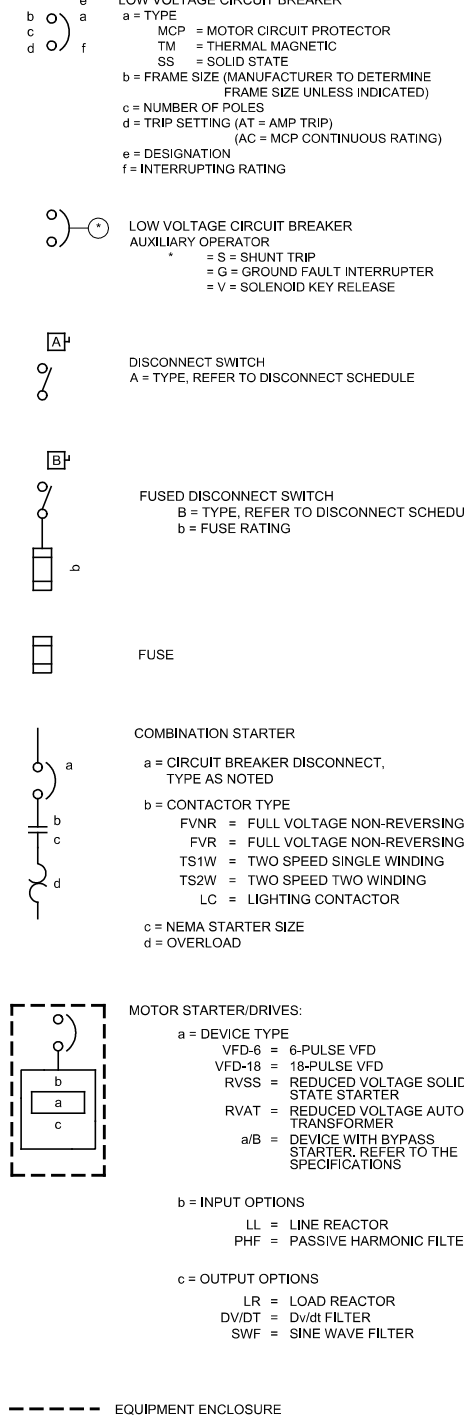 e LOW VOLTAGE CIRCUIT BREAKER
b a a = TYPE
c MCP = MOTOR CIRCUIT PROTECTOR
d f TM = THERMAL MAGNETIC
SS = SOLID STATE
b = FRAME SIZE (MANUFACTURER TO DETERMINE
FRAME SIZE UNLESS INDICATED)
c = NUMBER OF POLES
d = TRIP SETTING (AT = AMP TRIP)
(AC = MCP CONTINUOUS RATING)
e = DESIGNATION
f = INTERRUPTING RATING
* LOW VOLTAGE CIRCUIT BREAKER
AUXILIARY OPERATOR
* = S = SHUNT TRIP
= G = GROUND FAULT INTERRUPTER
= V = SOLENOID KEY RELEASE
A
DISCONNECT SWITCH
A = TYPE, REFER TO DISCONNECT SCHEDULE
B
FUSED DISCONNECT SWITCH
B = TYPE, REFER TO DISCONNECT SCHEDU
b = FUSE RATING
b
FUSE
COMBINATION STARTER
a a = CIRCUIT BREAKER DISCONNECT,
TYPE AS NOTED
b b = CONTACTOR TYPE
FVNR = FULL VOLTAGE NON-REVERSING
c FVR = FULL VOLTAGE NON-REVERSING
TS1W = TWO SPEED SINGLE WINDING
d TS2W = TWO SPEED TWO WINDING
LC = LIGHTING CONTACTOR
c = NEMA STARTER SIZE
d = OVERLOAD
MOTOR STARTER/DRIVES:
a = DEVICE TYPE
VFD-6 = 6-PULSE VFD
VFD-18 = 18-PULSE VFD
b RVSS = REDUCED VOLTAGE SOLID
STATE STARTER
a RVAT = REDUCED VOLTAGE AUTO
TRANSFORMER
c a/B = DEVICE WITH BYPASS
STARTER. REFER TO THE
SPECIFICATIONS
b = INPUT OPTIONS
LL = LINE REACTOR
PHF = PASSIVE HARMONIC FILTE
c = OUTPUT OPTIONS
LR = LOAD REACTOR
DV/DT = Dv/dt FILTER
SWF = SINE WAVE FILTER
EQUIPMENT ENCLOSURE